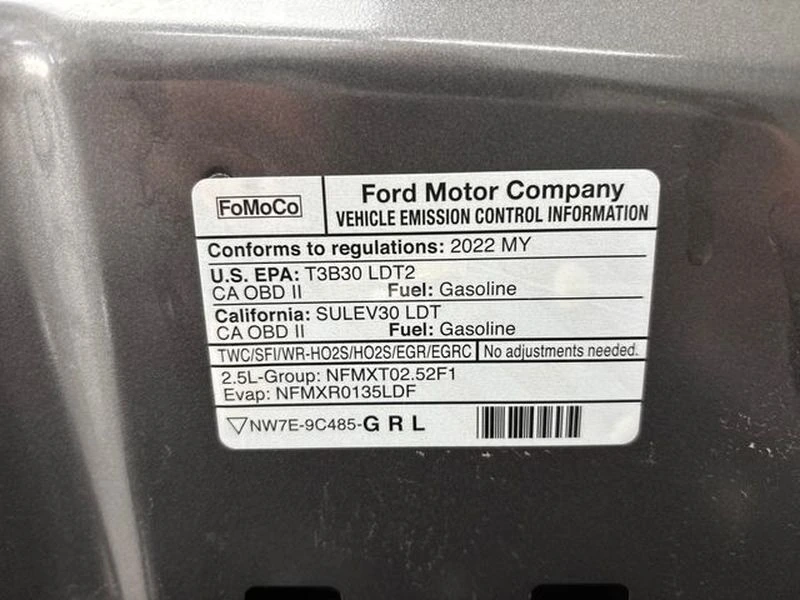 FoMoCo
Ford Motor Company
VEHICLE EMISSION CONTROL INFORMATION
Conforms to regulations: 2022 MY
U.S. EPA: T3B30 LDT2
CA OBD II Fuel: Gasoline
California: SULEV30 LDT
CA OBD II Fuel: Gasoline
TWC/SFI/WR-HO2S/HO2S/EGR/EGRC No adjustments needed.
2.5L-Group: NFMXT02.52F1
Evap: NFMXR0135LDF
NW7E-9C485-G R L